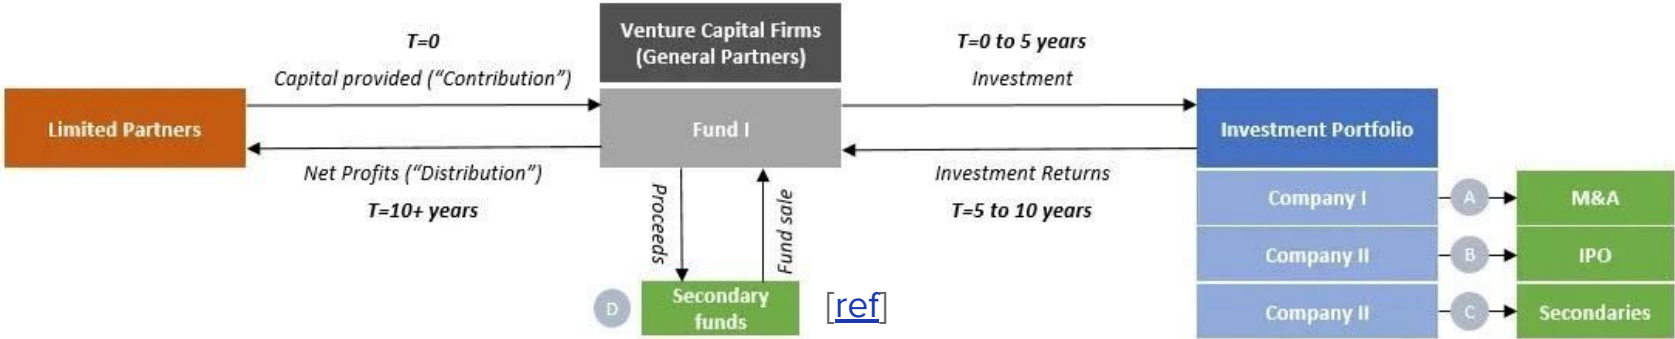 Limited Partners
T=0
Capital provided (“Contribution”)
Net Profits (“Distribution”)
T=10+ years
Venture Capital Firms
(General Partners)
Fund I
Proceeds
Fund sale
D
Secondary
funds
[ref]
T=0 to 5 years
Investment
Investment Returns
T=5 to 10 years
Investment Portfolio
Company I
A
M&A
Company II
B
IPO
Company II
C
Secondaries